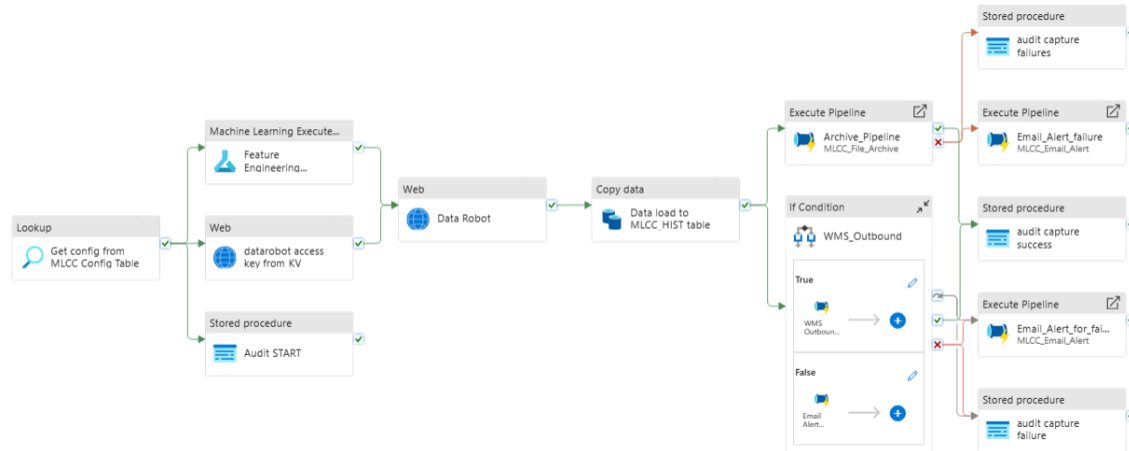 Lookup
Get config from
MLCC Config Table
Machine Learning Execute...
Feature
Engineering...
Web
datarobot access
key from KV
Stored procedure
Audit START
Web
Data Robot
Copy data
Data load to
MLCC_HIST table
Execute Pipeline
Archive_Pipeline
MLCC_File_Archive
If Condition
WMS_Outbound
True
WMS
Outboun...
False
Email
Alert...
Stored procedure
audit capture
failures
Execute Pipeline
Email_Alert_failure
MLCC_Email_Alert
Stored procedure
audit capture
success
Execute Pipeline
Email_Alert_for_fai...
MLCC_Email_Alert
Stored procedure
audit capture
failure